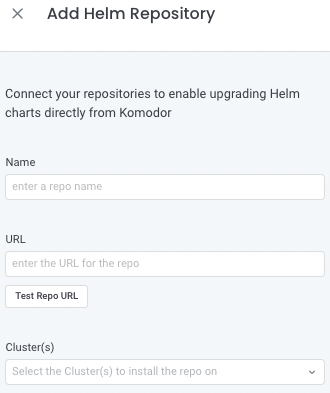 Add Helm Repository
Connect your repositories to enable upgrading Helm
charts directly from Komodor
Name
enter a repo name
URL
enter the URL for the repo
Test Repo URL
Cluster(s)
Select the Cluster(s) to install the repo on